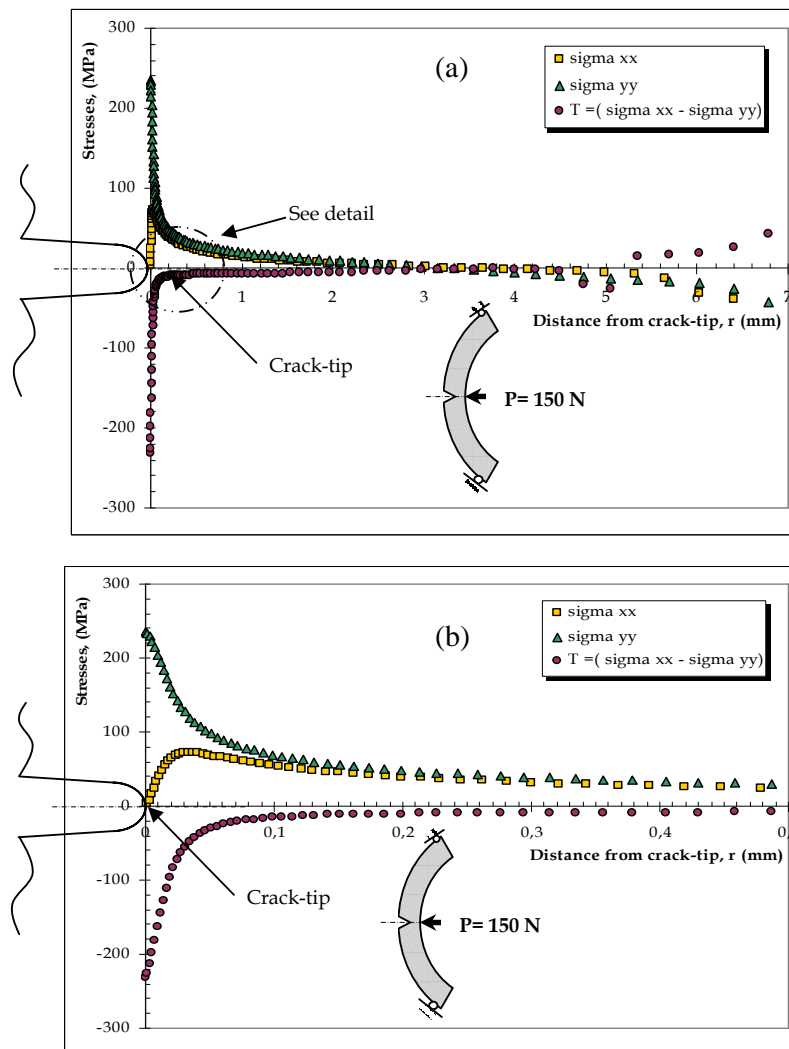 300
200
100
0
-100
-200
-300
Stresses, (MPa)
(a)
sigma xx
sigma yy
T =( sigma xx - sigma yy)
See detail
0 1 2 3 4 5 6 7
Distance from crack-tip, r (mm)
Crack-tip
P= 150 N
300
200
100
0
-100
-200
-300
Stresses, (MPa)
(b)
sigma xx
sigma yy
T =( sigma xx - sigma yy)
0 0,1 0,2 0,3 0,4
Distance from crack-tip, r (mm)
Crack-tip
P= 150 N